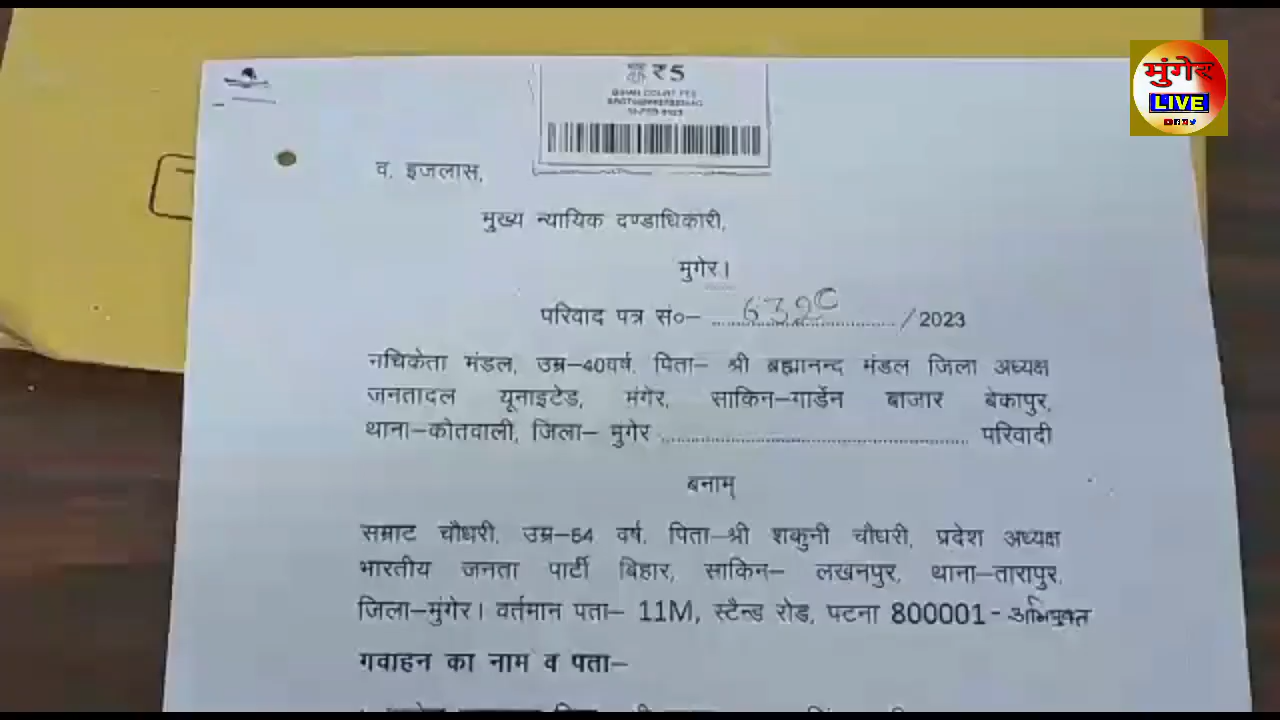 ₹5
मुंगेर
LIVE
व. इजलास,
मुख्य न्यायिक दण्डाधिकारी,
मुगेर।
परिवाद पत्र सं०– /2023
नचिकेता मंडल, उम्र–40वर्ष, पिता– श्री ब्रह्मानन्द मंडल जिला अध्यक्ष
जनतादल यूनाइटेड, मंगेर, साकिन–गार्डेन बाजार बेकापुर,
थाना–कोतवाली, जिला– मुगेर परिवादी
बनाम्
सम्राट चौधरी, उम्र–54 वर्ष, पिता–श्री शकुनी चौधरी, प्रदेश अध्यक्ष
भारतीय जनता पार्टी बिहार, साकिन– लखनपुर, थाना–तारापुर,
जिला–मुंगेर। वर्तमान पता– 11M, स्टैन्ड रोड, पटना 800001 - अभियुक्त
गवाहन का नाम व पता–